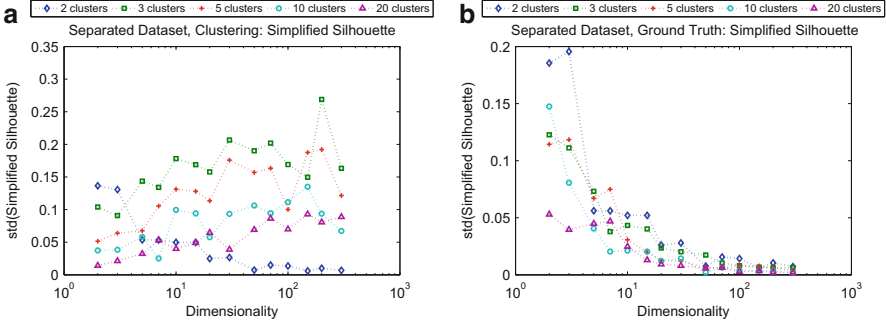 a
2 clusters 3 clusters 5 clusters 10 clusters 20 clusters
Separated Dataset, Clustering: Simplified Silhouette
std(Simplified Silhouette)
0.35
0.3
0.25
0.2
0.15
0.1
0.05
0
10^0 10^1 10^2 10^3
Dimensionality
b
2 clusters 3 clusters 5 clusters 10 clusters 20 clusters
Separated Dataset, Ground Truth: Simplified Silhouette
std(Simplified Silhouette)
0.2
0.15
0.1
0.05
0
10^0 10^1 10^2 10^3
Dimensionality